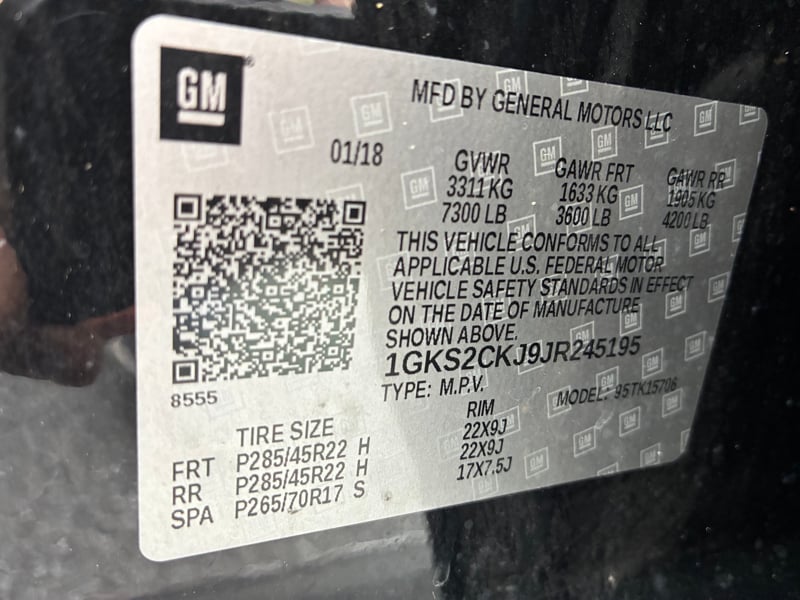 GM
MFD BY GENERAL MOTORS LLC
01/18
GVWR GAWR FRT GAWR RR
3311 KG 1633 KG 1905 KG
7300 LB 3600 LB 4200 LB
THIS VEHICLE CONFORMS TO ALL
APPLICABLE U.S. FEDERAL MOTOR
VEHICLE SAFETY STANDARDS IN EFFECT
ON THE DATE OF MANUFACTURE
SHOWN ABOVE.
1GKS2CKJ9JR245195
TYPE: M.P.V. MODEL: 95TK15706
8555
TIRE SIZE RIM
FRT P285/45R22 H 22X9J
RR P285/45R22 H 22X9J
SPA P265/70R17 S 17X7.5J